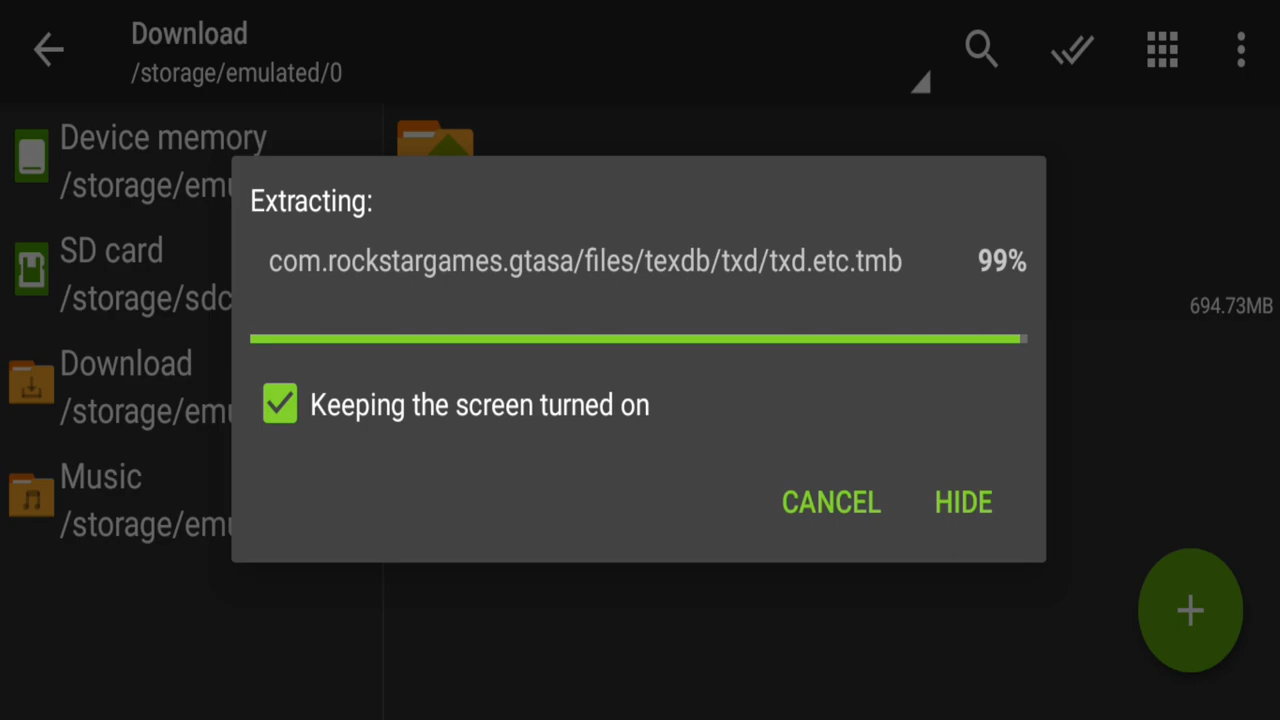 Download
/storage/emulated/0
Device memory
/storage/emu
SD card
/storage/sdc
Download
/storage/emu
Music
/storage/emu
694.73MB
Extracting:
com.rockstargames.gtasa/files/texdb/txd/txd.etc.tmb 99%
Keeping the screen turned on
CANCEL HIDE